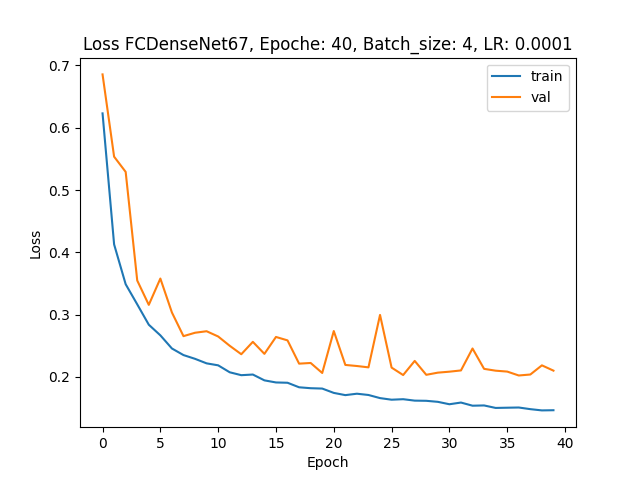 Loss FCDenseNet67, Epoche: 40, Batch_size: 4, LR: 0.0001
train
val
0.7
0.6
0.5
0.4
0.3
0.2
Loss
0 5 10 15 20 25 30 35 40
Epoch